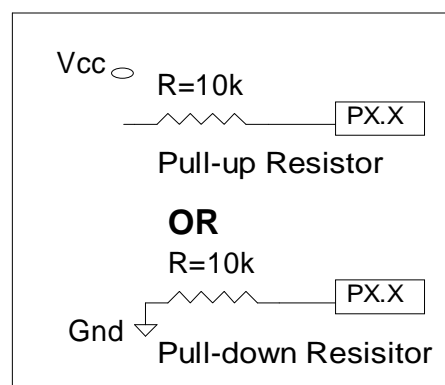 Vcc
R=10k
PX.X
Pull-up Resistor
OR
R=10k
PX.X
Gnd
Pull-down Resisitor